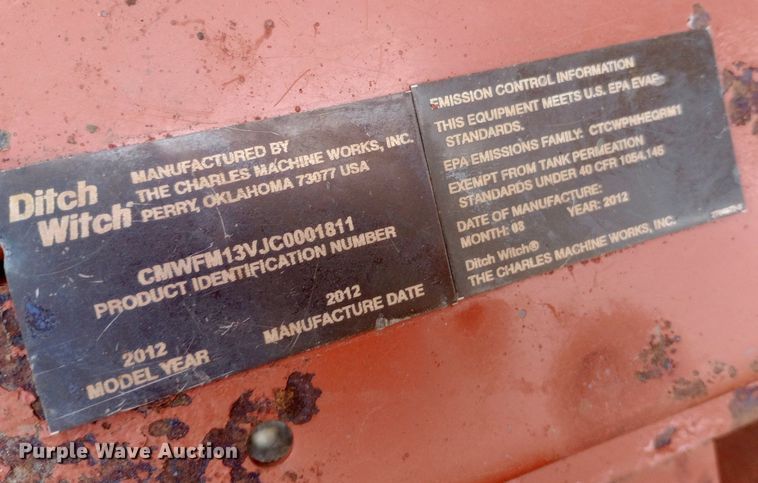 Ditch
Witch
MANUFACTURED BY
THE CHARLES MACHINE WORKS, INC.
PERRY, OKLAHOMA 73077 USA
CMWFM13VJC0001811
PRODUCT IDENTIFICATION NUMBER
2012
MODEL YEAR
2012
MANUFACTURE DATE
EMISSION CONTROL INFORMATION
THIS EQUIPMENT MEETS U.S. EPA EVAP
STANDARDS.
EPA EMISSIONS FAMILY: CTCWPNHEQRM1
EXEMPT FROM TANK PERMEATION
STANDARDS UNDER 40 CFR 1054.145
DATE OF MANUFACTURE:
MONTH: 03 YEAR: 2012
Ditch Witch®
THE CHARLES MACHINE WORKS, INC.
Purple Wave Auction